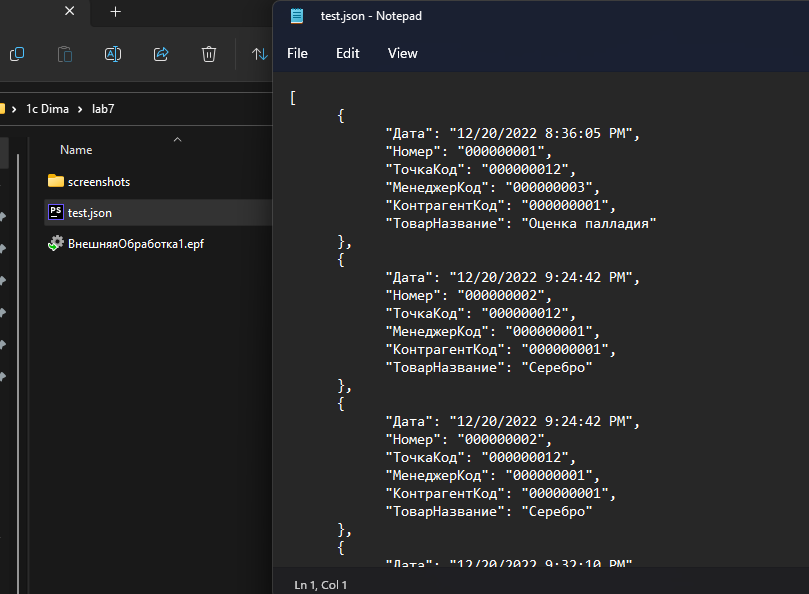 test.json - Notepad
File Edit View
1c Dima > lab7
Name
screenshots
PS test.json
ВнешняяОбработка1.epf
[
{
"Дата": "12/20/2022 8:36:05 PM",
"Номер": "000000001",
"ТочкаКод": "000000012",
"МенеджерКод": "000000003",
"КонтрагентКод": "000000001",
"ТоварНазвание": "Оценка палладия"
},
{
"Дата": "12/20/2022 9:24:42 PM",
"Номер": "000000002",
"ТочкаКод": "000000012",
"МенеджерКод": "000000001",
"КонтрагентКод": "000000001",
"ТоварНазвание": "Серебро"
},
{
"Дата": "12/20/2022 9:24:42 PM",
"Номер": "000000002",
"ТочкаКод": "000000012",
"МенеджерКод": "000000001",
"КонтрагентКод": "000000001",
"ТоварНазвание": "Серебро"
},
{
"Дата": "12/20/2022 9:32:10 PM"
Ln 1, Col 1